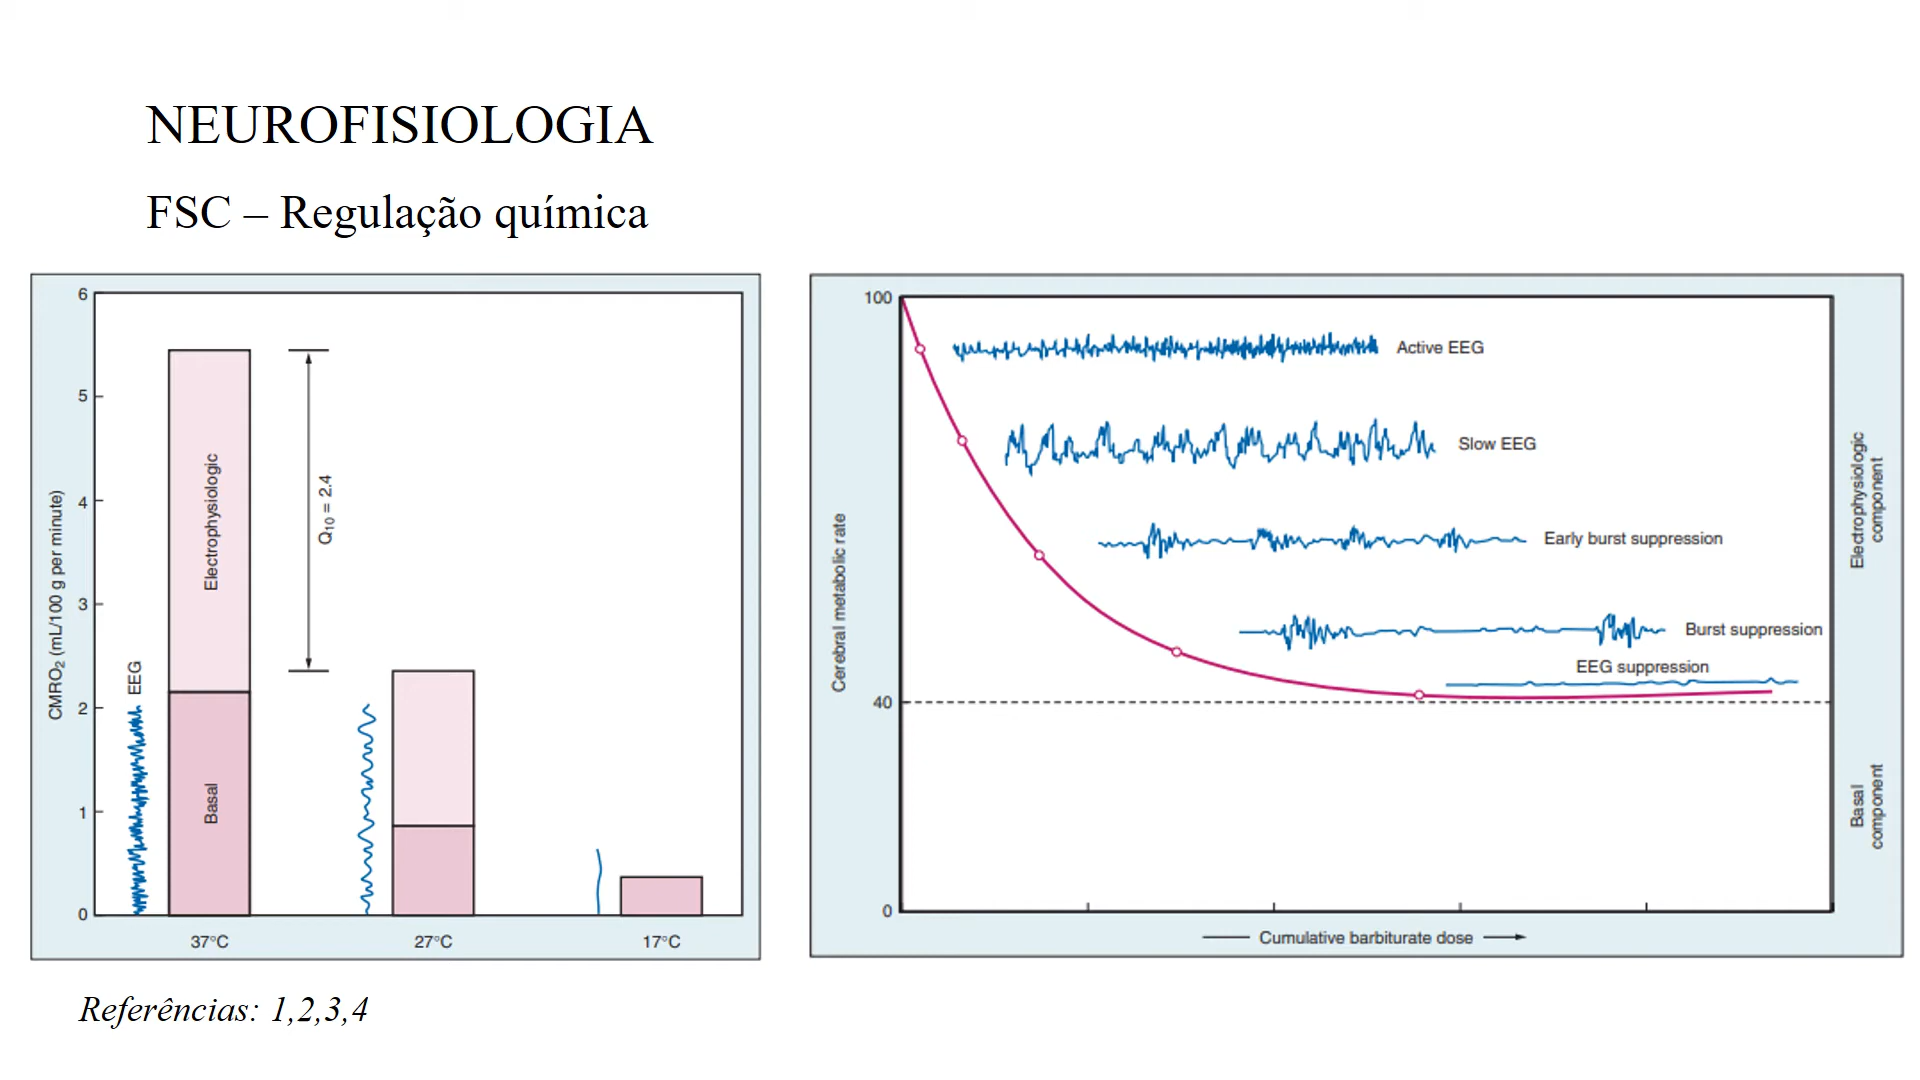 NEUROFISIOLOGIA
FSC – Regulação química
6
5
4
3
2
1
0
CMRO2 (mL/100 g per minute)
EEG
Electrophysiologic
Basal
Q10 = 2.4
37°C
27°C
17°C
100
40
0
Cerebral metabolic rate
Active EEG
Slow EEG
Early burst suppression
Burst suppression
EEG suppression
Electrophysiologic
component
Basal
component
Cumulative barbiturate dose
Referências: 1,2,3,4